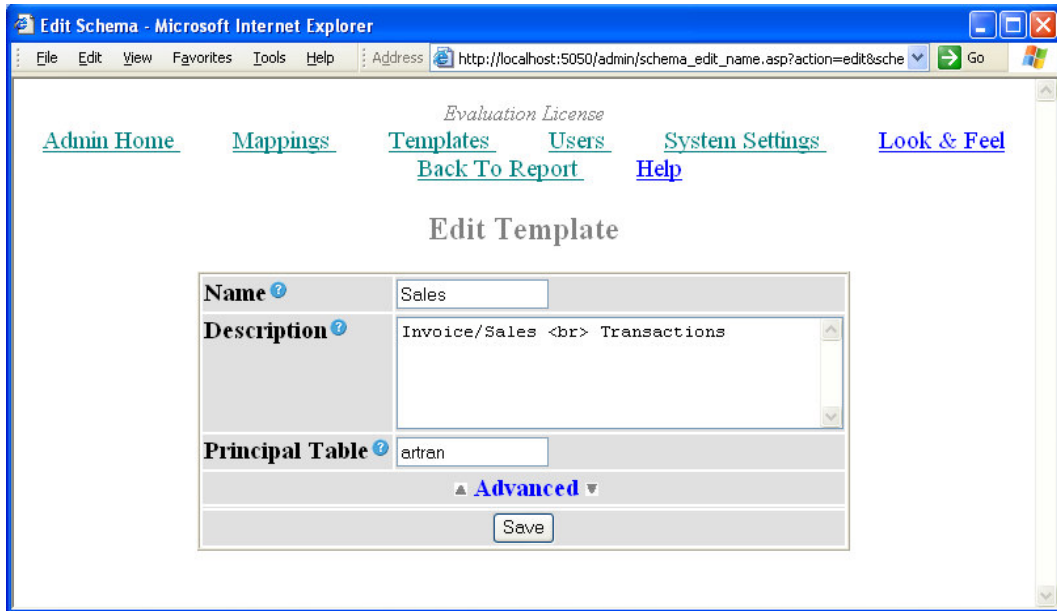 Edit Schema - Microsoft Internet Explorer
File Edit View Favorites Tools Help Address http://localhost:5050/admin/schema_edit_name.asp?action=edit&sche Go
Evaluation License
Admin Home Mappings Templates Users System Settings Look & Feel
Back To Report Help
Edit Template
Name ? Sales
Description ? Invoice/Sales <br> Transactions
Principal Table ? artran
Advanced
Save